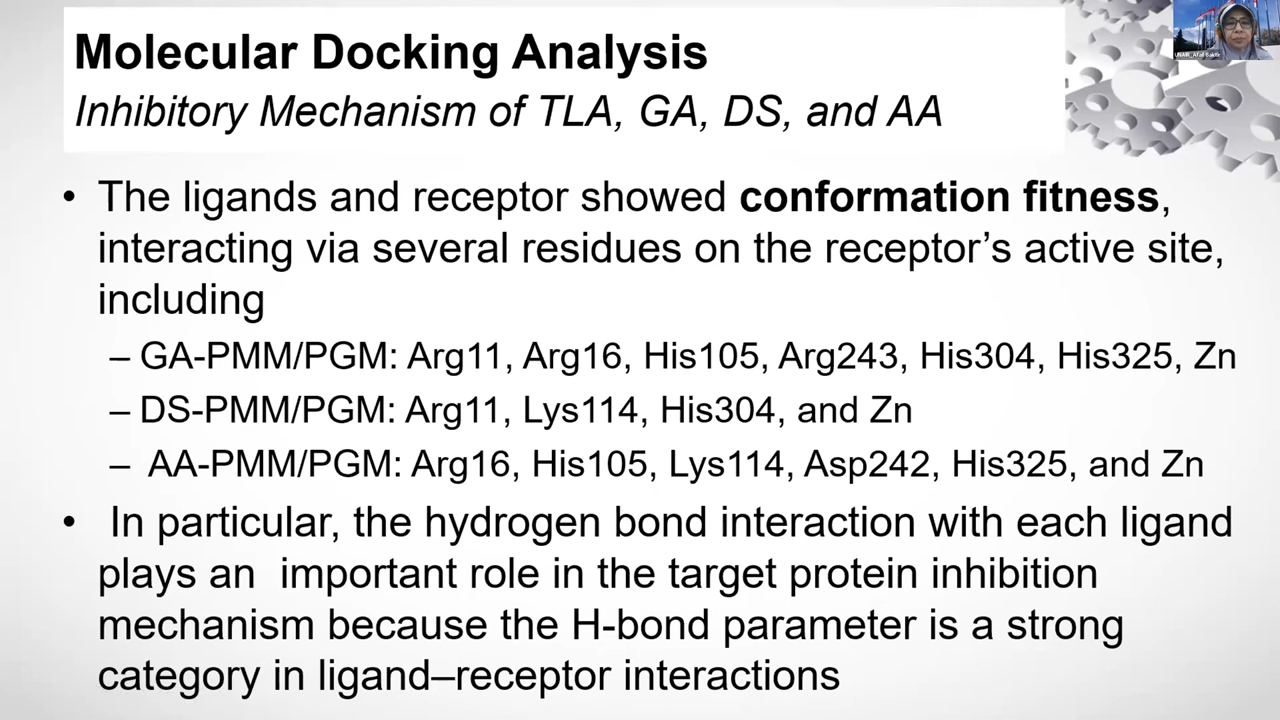 Molecular Docking Analysis
Inhibitory Mechanism of TLA, GA, DS, and AA
• The ligands and receptor showed conformation fitness,
interacting via several residues on the receptor’s active site,
including
– GA-PMM/PGM: Arg11, Arg16, His105, Arg243, His304, His325, Zn
– DS-PMM/PGM: Arg11, Lys114, His304, and Zn
– AA-PMM/PGM: Arg16, His105, Lys114, Asp242, His325, and Zn
• In particular, the hydrogen bond interaction with each ligand
plays an important role in the target protein inhibition
mechanism because the H-bond parameter is a strong
category in ligand–receptor interactions